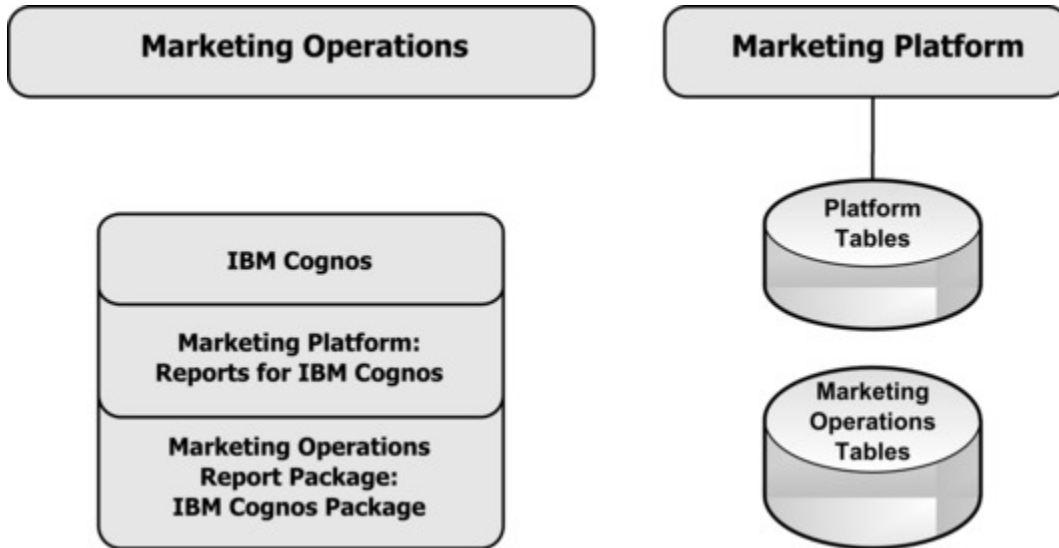 Marketing Operations
Marketing Platform
Platform
Tables
IBM Cognos
Marketing Platform:
Reports for IBM Cognos
Marketing
Operations
Tables
Marketing Operations
Report Package:
IBM Cognos Package